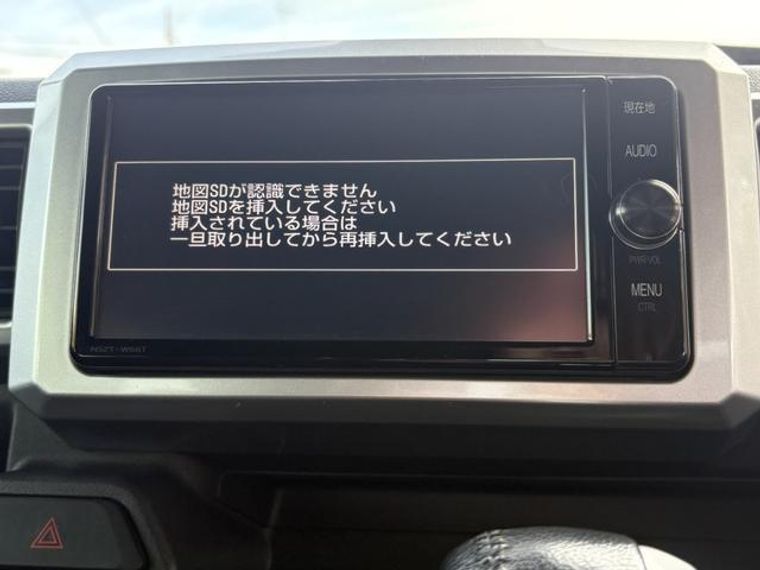 地図SDが認識できません
地図SDを挿入してください
挿入されている場合は
一旦取り出してから再挿入してください
現在地
AUDIO
PWR•VOL
MENU
CTRL
NSZT-W66T